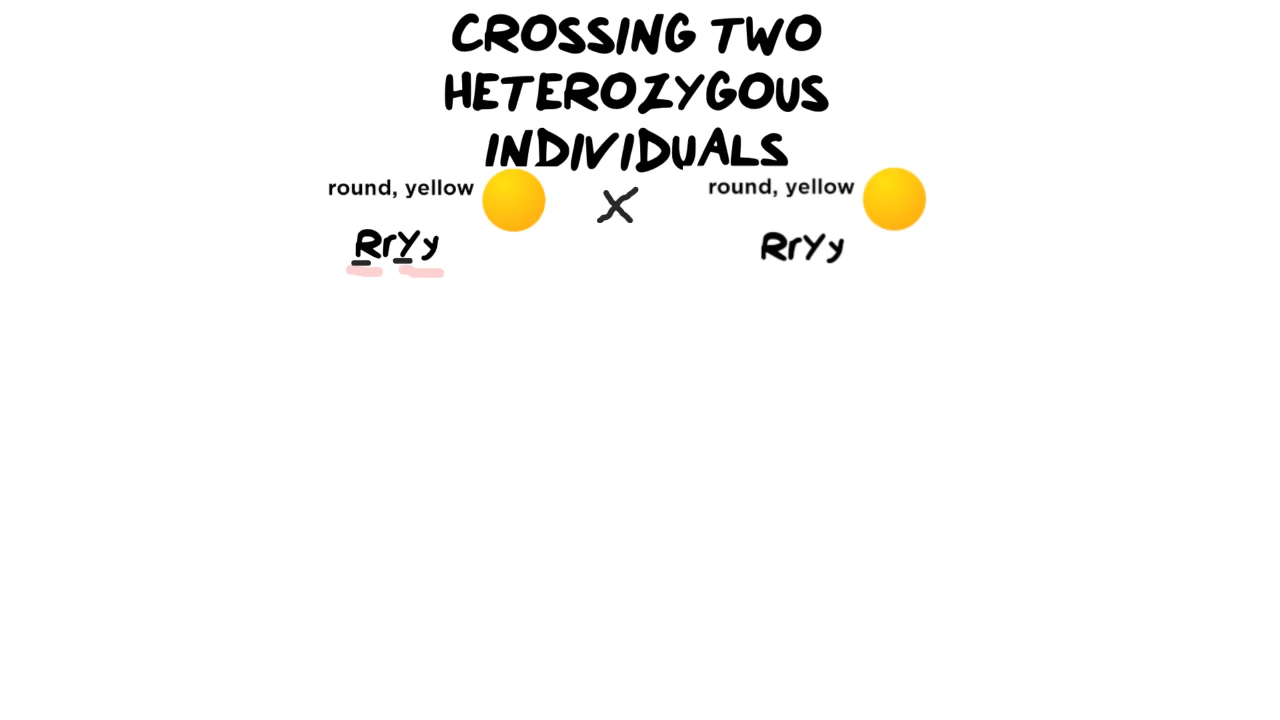 CROSSING TWO
HETEROZYGOUS
INDIVIDUALS
round, yellow
X
round, yellow
RrYy
RrYy